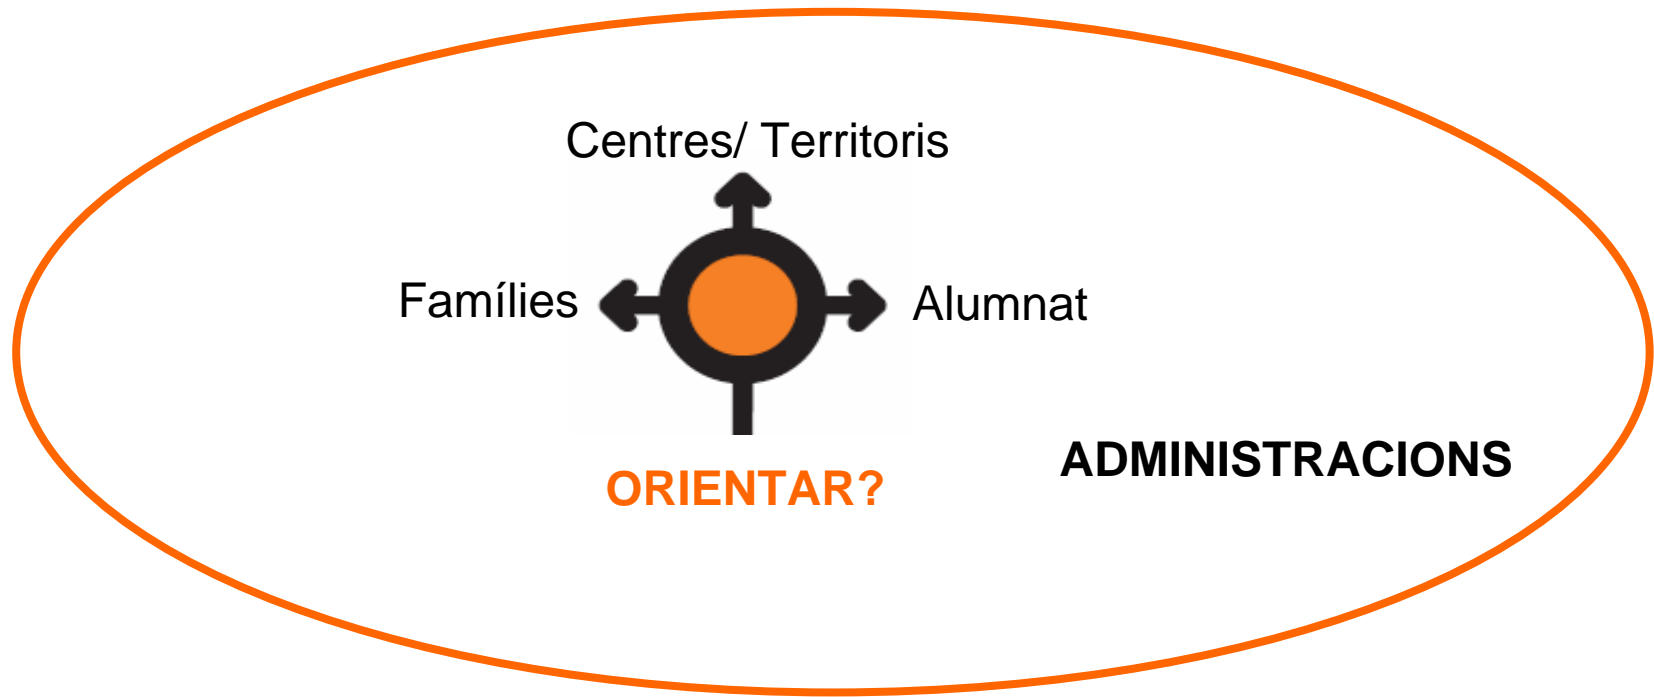 Centres/ Territoris
Famílies
Alumnat
ADMINISTRACIONS
ORIENTAR?